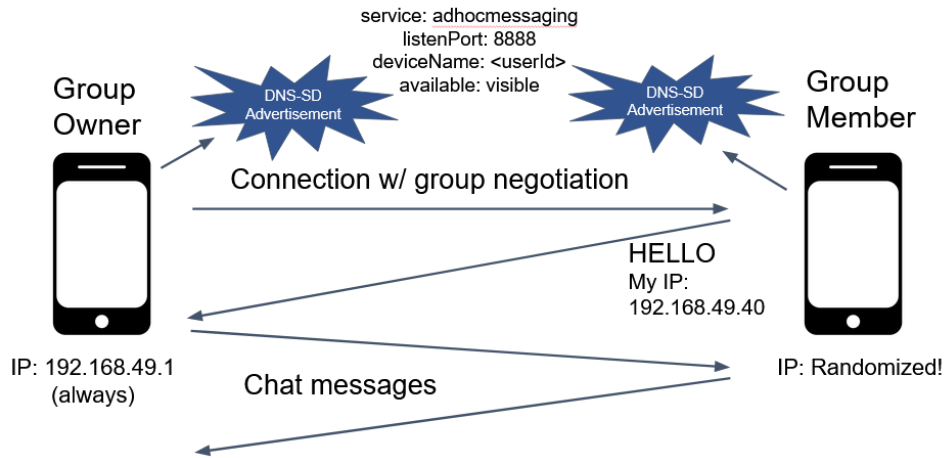 service: adhocmessaging
listenPort: 8888
deviceName: <userId>
available: visible
Group
Owner
DNS-SD
Advertisement
DNS-SD
Advertisement
Group
Member
Connection w/ group negotiation
HELLO
My IP:
192.168.49.40
IP: 192.168.49.1
(always)
Chat messages
IP: Randomized!